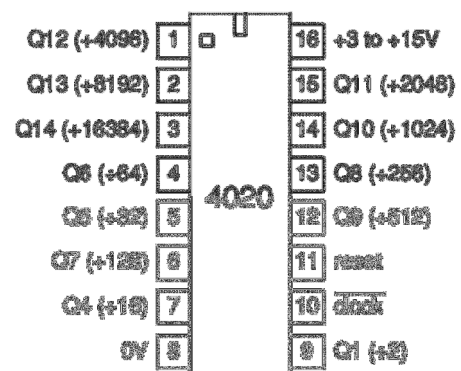 Q12 (÷4096) 1 16 +3 to +15V
Q13 (÷8192) 2 15 Q11 (÷2048)
Q14 (÷16384) 3 14 Q10 (÷1024)
Q6 (÷64) 4 13 Q8 (÷256)
4020
Q5 (÷32) 5 12 Q9 (÷512)
Q7 (÷128) 6 11 reset
Q4 (÷16) 7 10 clock
0V 8 9 Q1 (÷2)